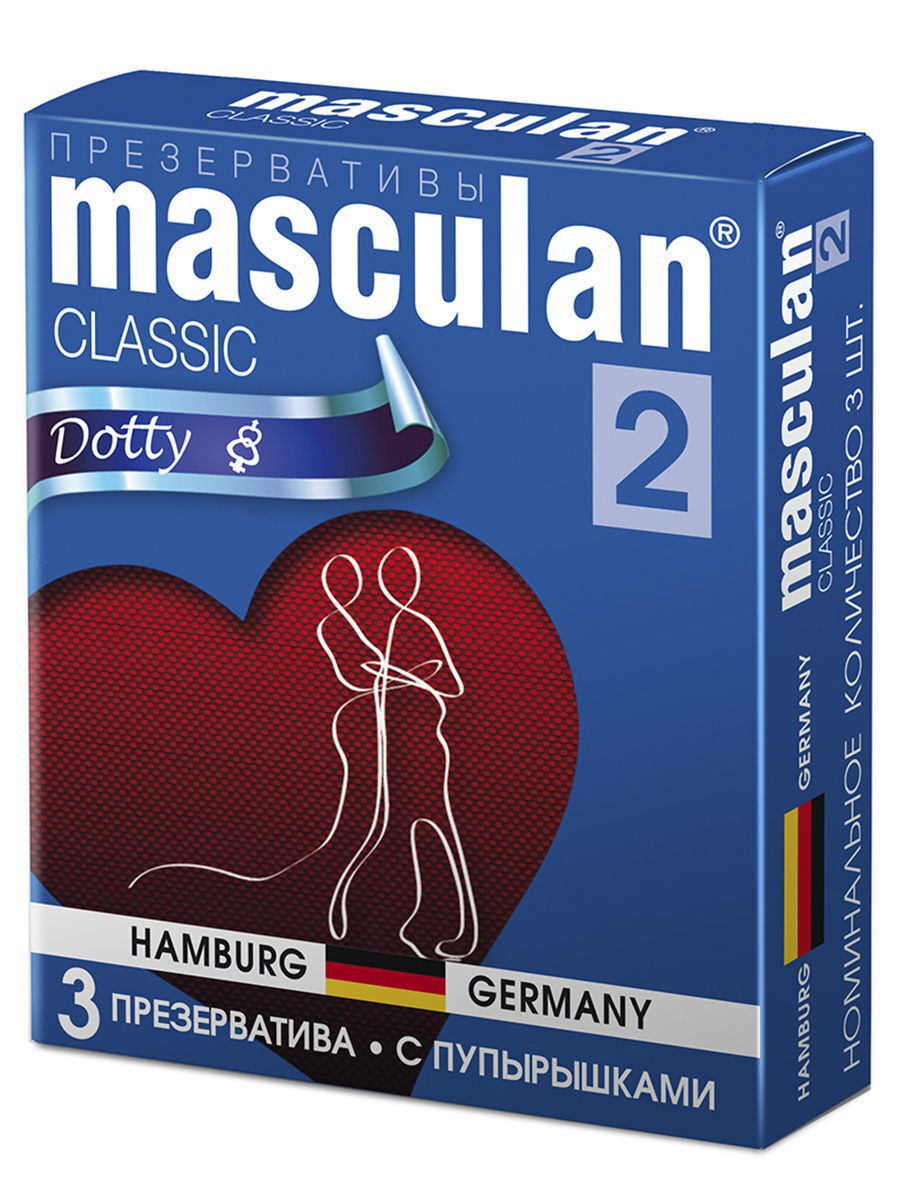 masculan®
CLASSIC
2
ПРЕЗЕРВАТИВЫ
masculan®
CLASSIC
2
Dotty
HAMBURG GERMANY
3 ПРЕЗЕРВАТИВА • С ПУПЫРЫШКАМИ
masculan®
2
CLASSIC
HAMBURG GERMANY
НОМИНАЛЬНОЕ КОЛИЧЕСТВО 3 ШТ.